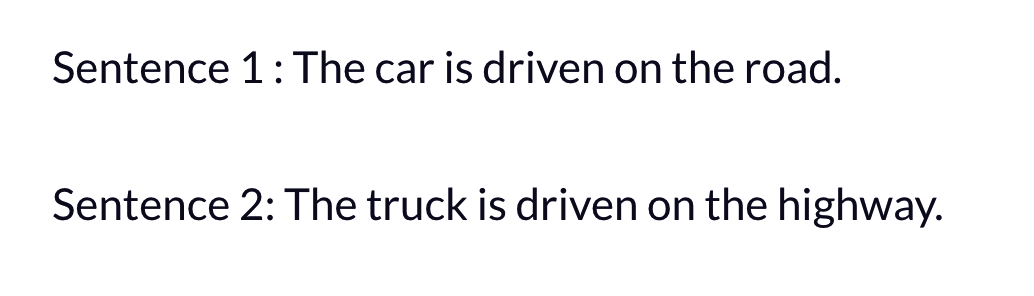 Sentence 1 : The car is driven on the road.
Sentence 2: The truck is driven on the highway.